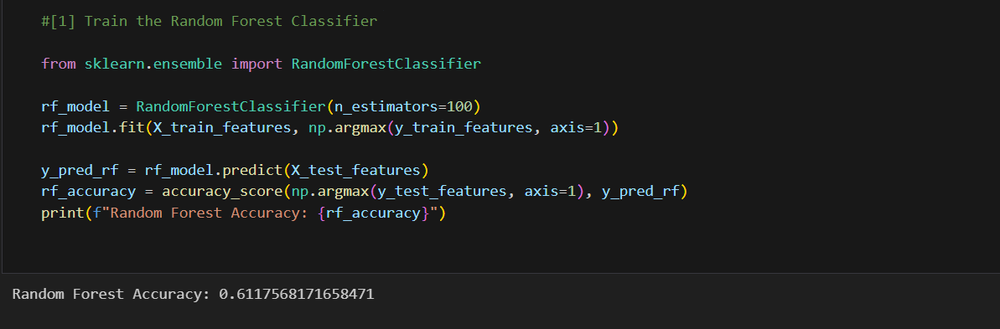 #[1] Train the Random Forest Classifier
from sklearn.ensemble import RandomForestClassifier
rf_model = RandomForestClassifier(n_estimators=100)
rf_model.fit(X_train_features, np.argmax(y_train_features, axis=1))
y_pred_rf = rf_model.predict(X_test_features)
rf_accuracy = accuracy_score(np.argmax(y_test_features, axis=1), y_pred_rf)
print(f"Random Forest Accuracy: {rf_accuracy}")
Random Forest Accuracy: 0.6117568171658471